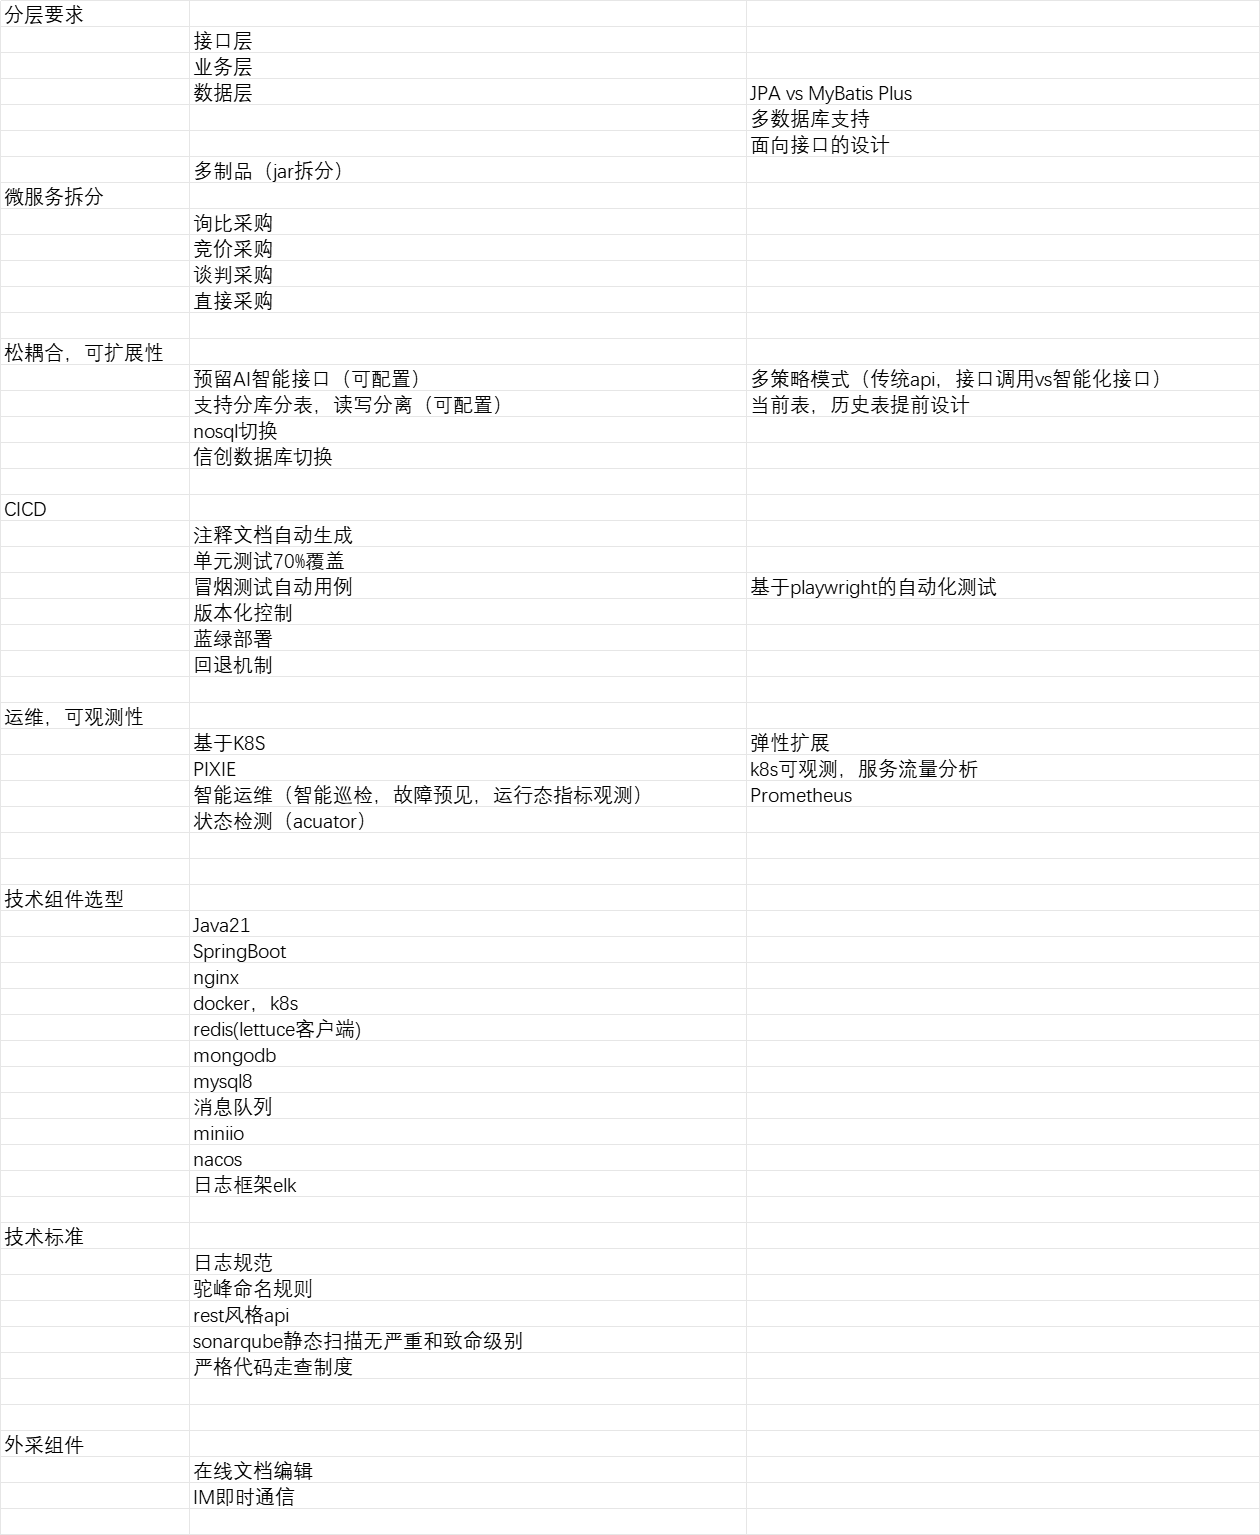 分层要求
接口层
业务层
数据层 JPA vs MyBatis Plus
多数据库支持
面向接口的设计
多制品（jar拆分）
微服务拆分
询比采购
竞价采购
谈判采购
直接采购
松耦合，可扩展性
预留AI智能接口（可配置） 多策略模式（传统api，接口调用vs智能化接口）
支持分库分表，读写分离（可配置） 当前表，历史表提前设计
nosql切换
信创数据库切换
CICD
注释文档自动生成
单元测试70%覆盖
冒烟测试自动用例 基于playwright的自动化测试
版本化控制
蓝绿部署
回退机制
运维，可观测性
基于K8S 弹性扩展
PIXIE k8s可观测，服务流量分析
智能运维（智能巡检，故障预见，运行态指标观测） Prometheus
状态检测（acuator）
技术组件选型
Java21
SpringBoot
nginx
docker，k8s
redis(lettuce客户端)
mongodb
mysql8
消息队列
miniio
nacos
日志框架elk
技术标准
日志规范
驼峰命名规则
rest风格api
sonarqube静态扫描无严重和致命级别
严格代码走查制度
外采组件
在线文档编辑
IM即时通信